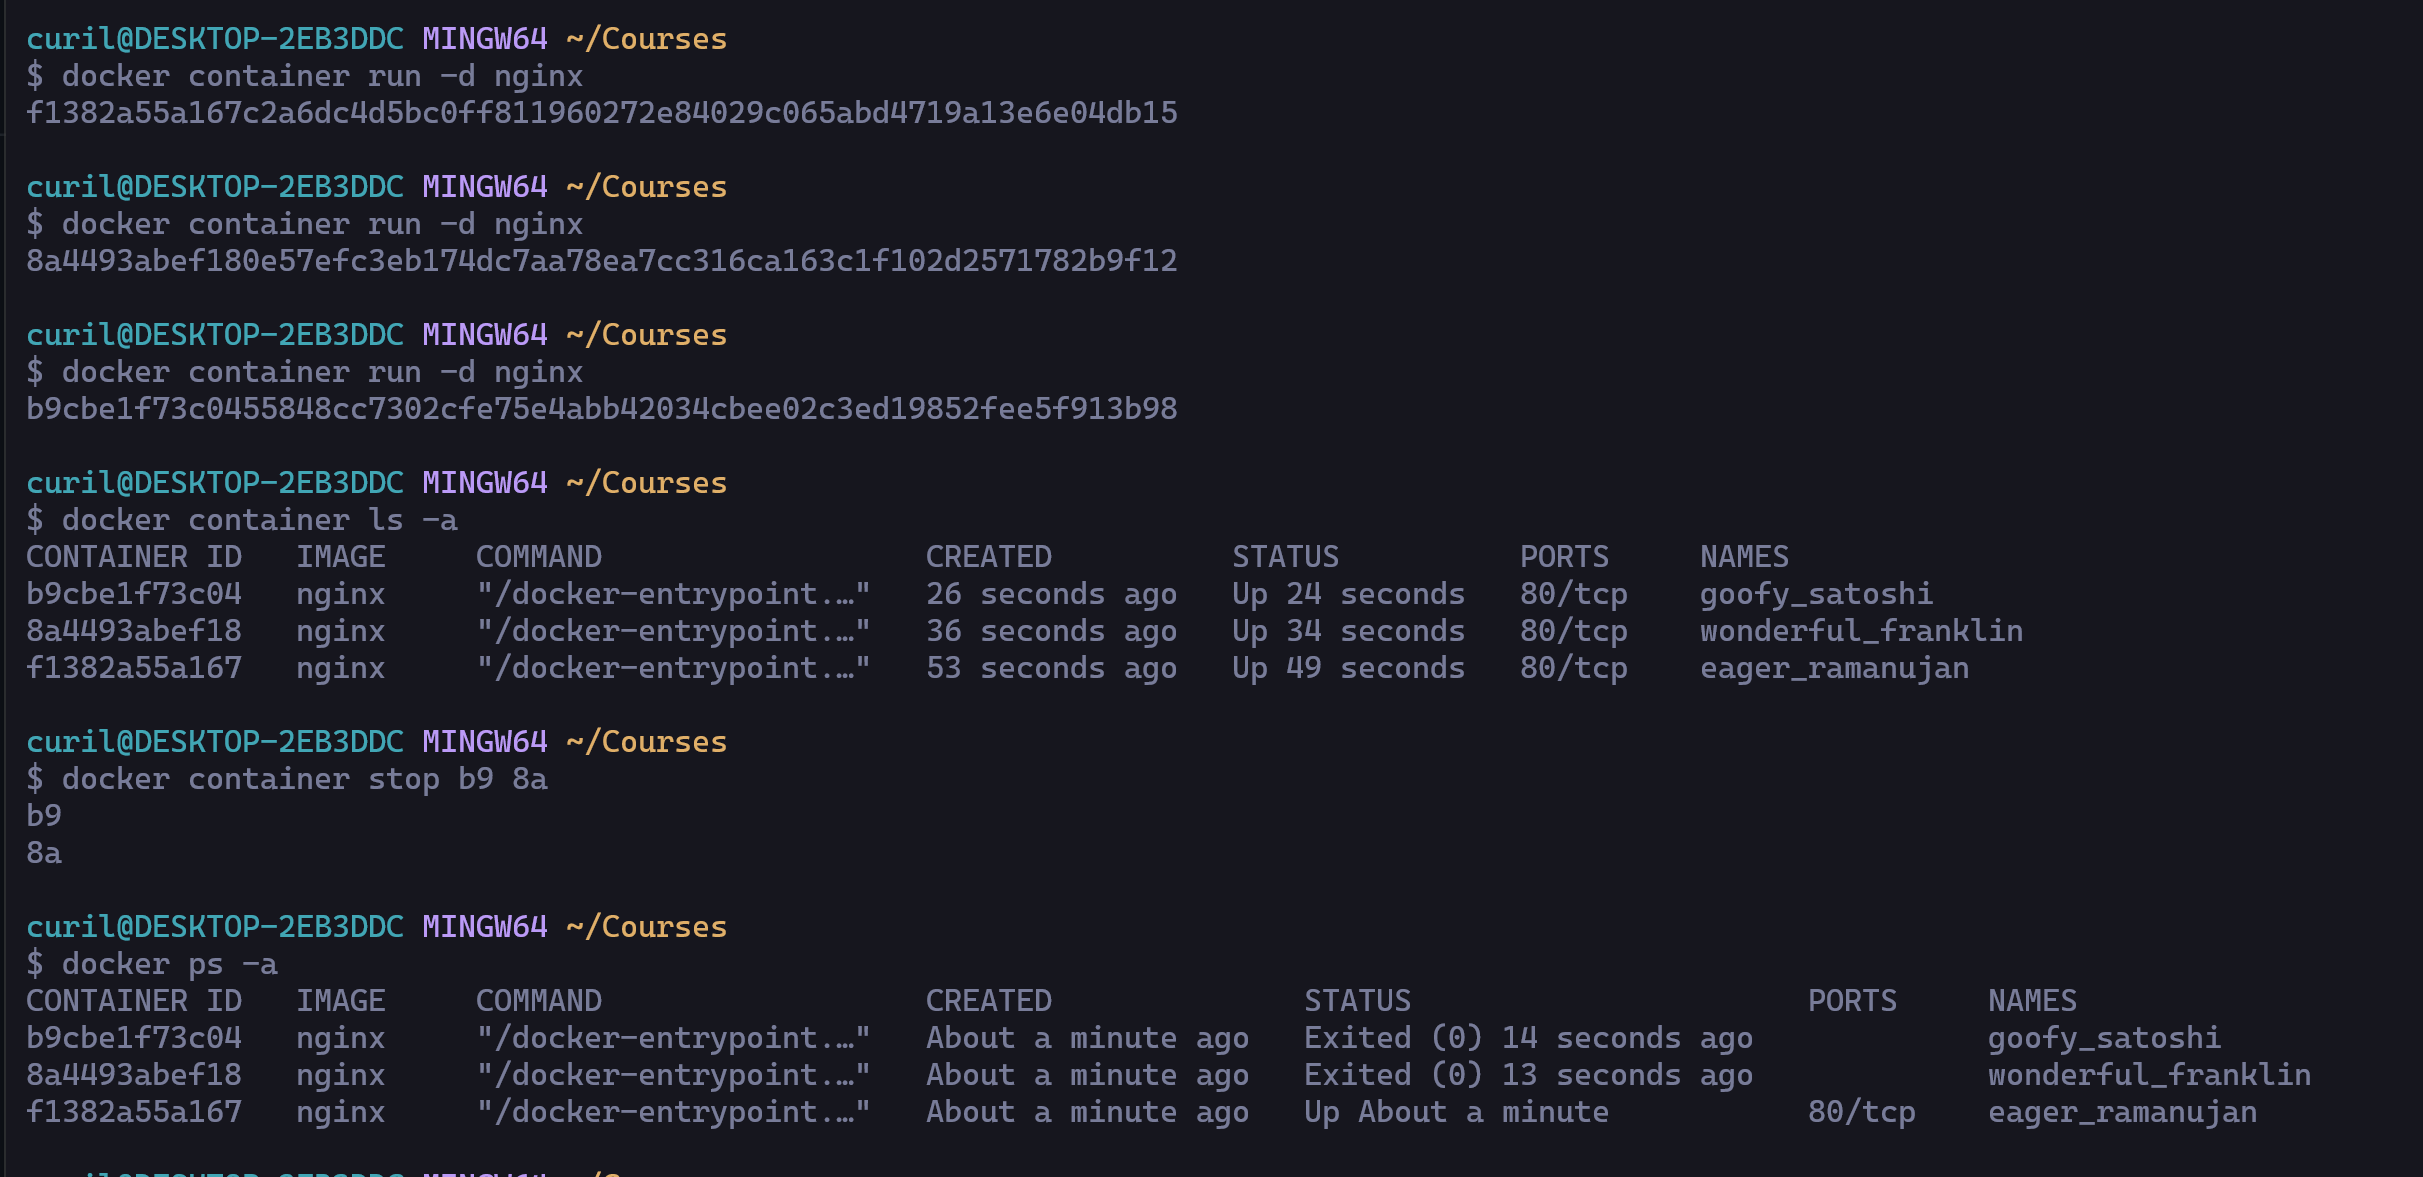 curil@DESKTOP-2EB3DDC MINGW64 ~/Courses
$ docker container run -d nginx
f1382a55a167c2a6dc4d5bc0ff811960272e84029c065abd4719a13e6e04db15
curil@DESKTOP-2EB3DDC MINGW64 ~/Courses
$ docker container run -d nginx
8a4493abef180e57efc3eb174dc7aa78ea7cc316ca163c1f102d2571782b9f12
curil@DESKTOP-2EB3DDC MINGW64 ~/Courses
$ docker container run -d nginx
b9cbe1f73c0455848cc7302cfe75e4abb42034cbee02c3ed19852fee5f913b98
curil@DESKTOP-2EB3DDC MINGW64 ~/Courses
$ docker container ls -a
CONTAINER ID   IMAGE     COMMAND                  CREATED          STATUS          PORTS     NAMES
b9cbe1f73c04   nginx     "/docker-entrypoint.…"   26 seconds ago   Up 24 seconds   80/tcp    goofy_satoshi
8a4493abef18   nginx     "/docker-entrypoint.…"   36 seconds ago   Up 34 seconds   80/tcp    wonderful_franklin
f1382a55a167   nginx     "/docker-entrypoint.…"   53 seconds ago   Up 49 seconds   80/tcp    eager_ramanujan
curil@DESKTOP-2EB3DDC MINGW64 ~/Courses
$ docker container stop b9 8a
b9
8a
curil@DESKTOP-2EB3DDC MINGW64 ~/Courses
$ docker ps -a
CONTAINER ID   IMAGE     COMMAND                  CREATED              STATUS                      PORTS     NAMES
b9cbe1f73c04   nginx     "/docker-entrypoint.…"   About a minute ago   Exited (0) 14 seconds ago             goofy_satoshi
8a4493abef18   nginx     "/docker-entrypoint.…"   About a minute ago   Exited (0) 13 seconds ago             wonderful_franklin
f1382a55a167   nginx     "/docker-entrypoint.…"   About a minute ago   Up About a minute           80/tcp    eager_ramanujan